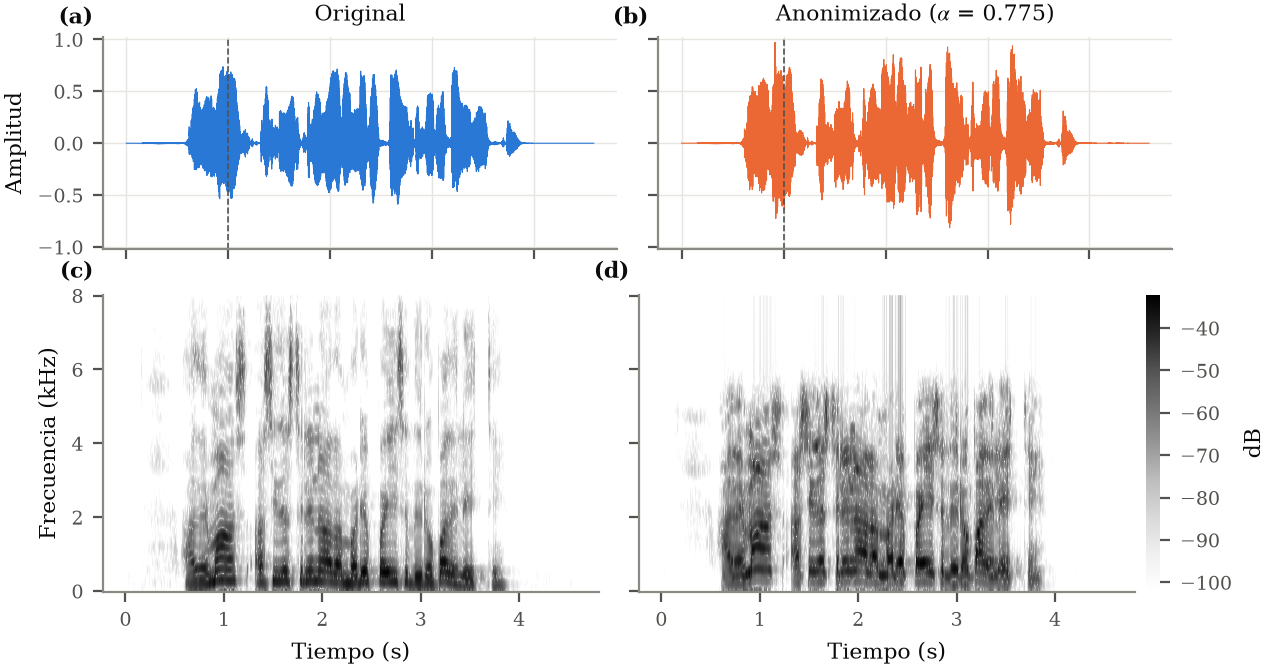 (a)
Original
(b)
Anonimizado (α = 0.775)
Amplitud
1.0
0.5
0.0
−0.5
−1.0
(c)
(d)
Frecuencia (kHz)
8
6
4
2
0
0 1 2 3 4
Tiempo (s)
0 1 2 3 4
Tiempo (s)
−40
−50
−60
−70
−80
−90
−100
dB